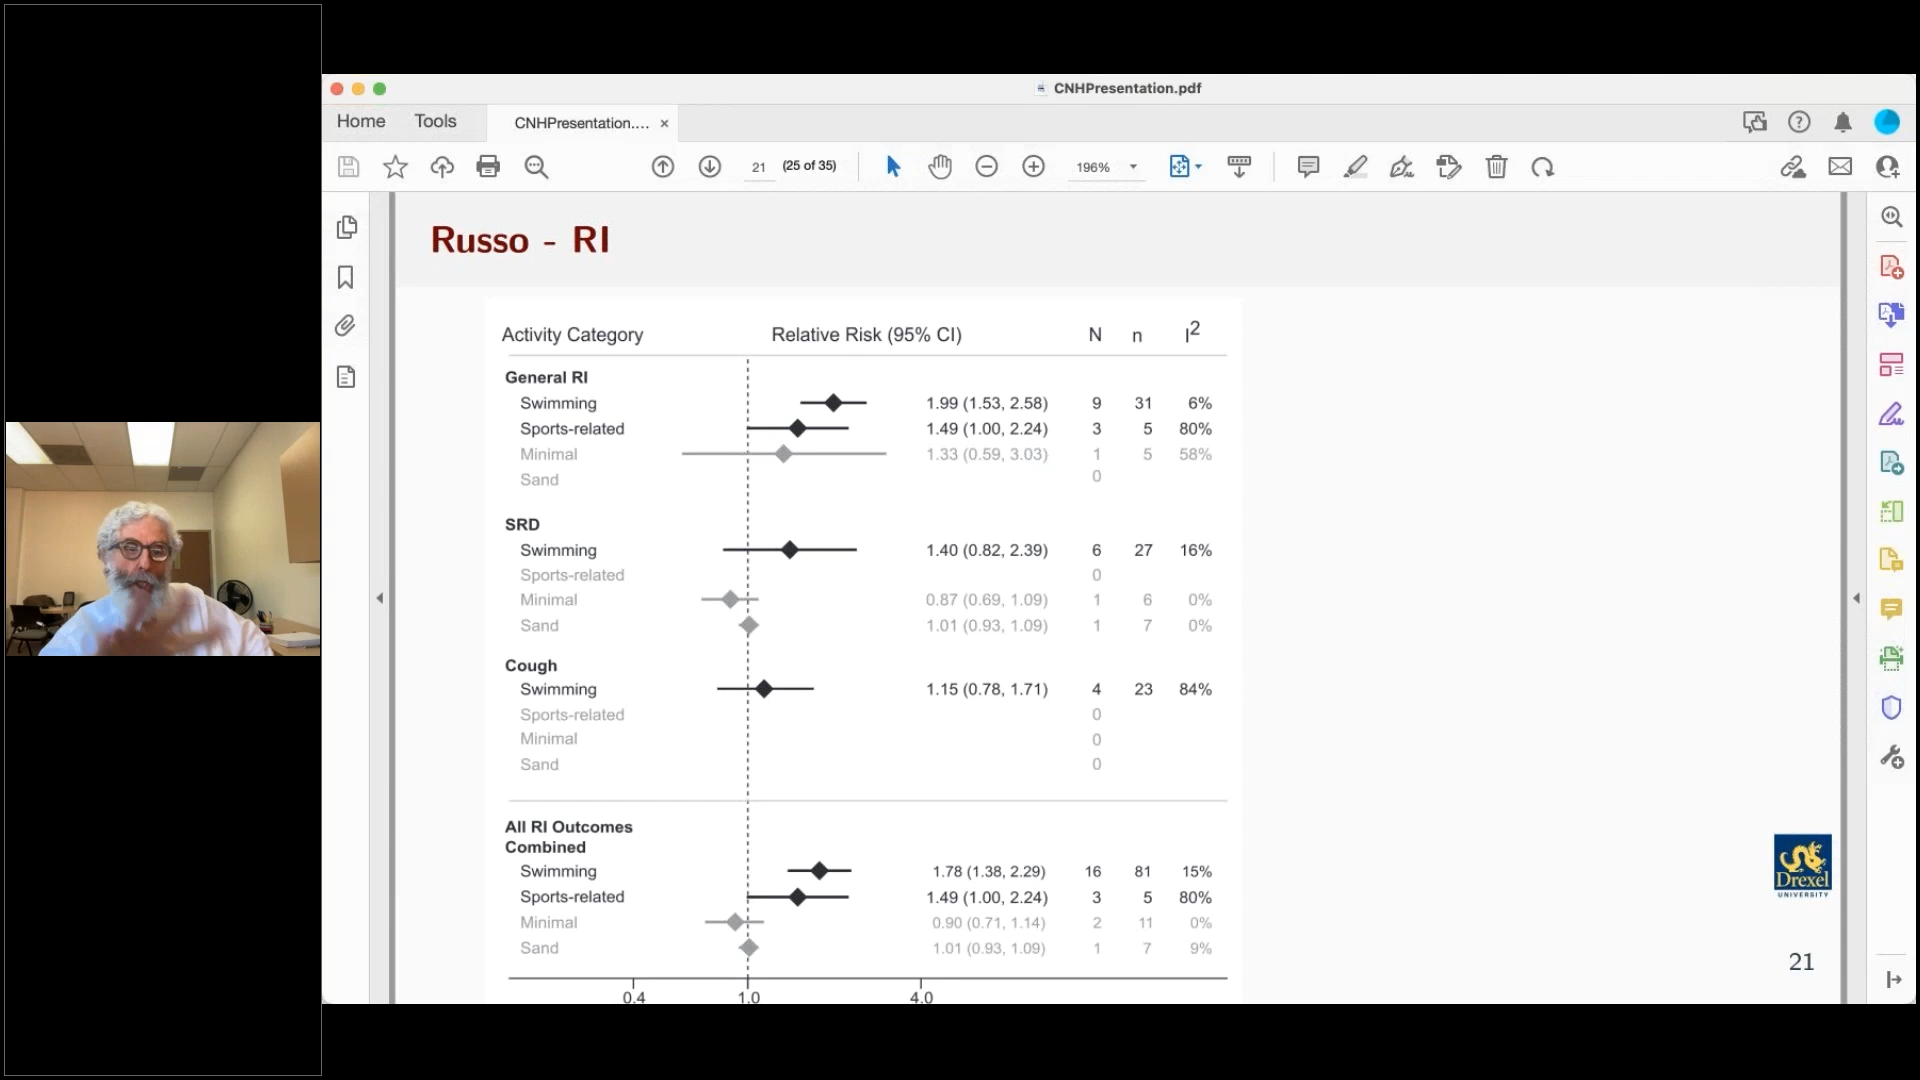 CNHPresentation.pdf
Home Tools CNHPresentation.... ×
21 (25 of 35) 196%
Russo - RI
Activity Category Relative Risk (95% CI) N n I2
General RI
Swimming 1.99 (1.53, 2.58) 9 31 6%
Sports-related 1.49 (1.00, 2.24) 3 5 80%
Minimal 1.33 (0.59, 3.03) 1 5 58%
Sand 0
SRD
Swimming 1.40 (0.82, 2.39) 6 27 16%
Sports-related 0
Minimal 0.87 (0.69, 1.09) 1 6 0%
Sand 1.01 (0.93, 1.09) 1 7 0%
Cough
Swimming 1.15 (0.78, 1.71) 4 23 84%
Sports-related 0
Minimal 0
Sand 0
All RI Outcomes
Combined
Swimming 1.78 (1.38, 2.29) 16 81 15%
Sports-related 1.49 (1.00, 2.24) 3 5 80%
Minimal 0.90 (0.71, 1.14) 2 11 0%
Sand 1.01 (0.93, 1.09) 1 7 9%
0.4 1.0 4.0
Drexel
UNIVERSITY
21